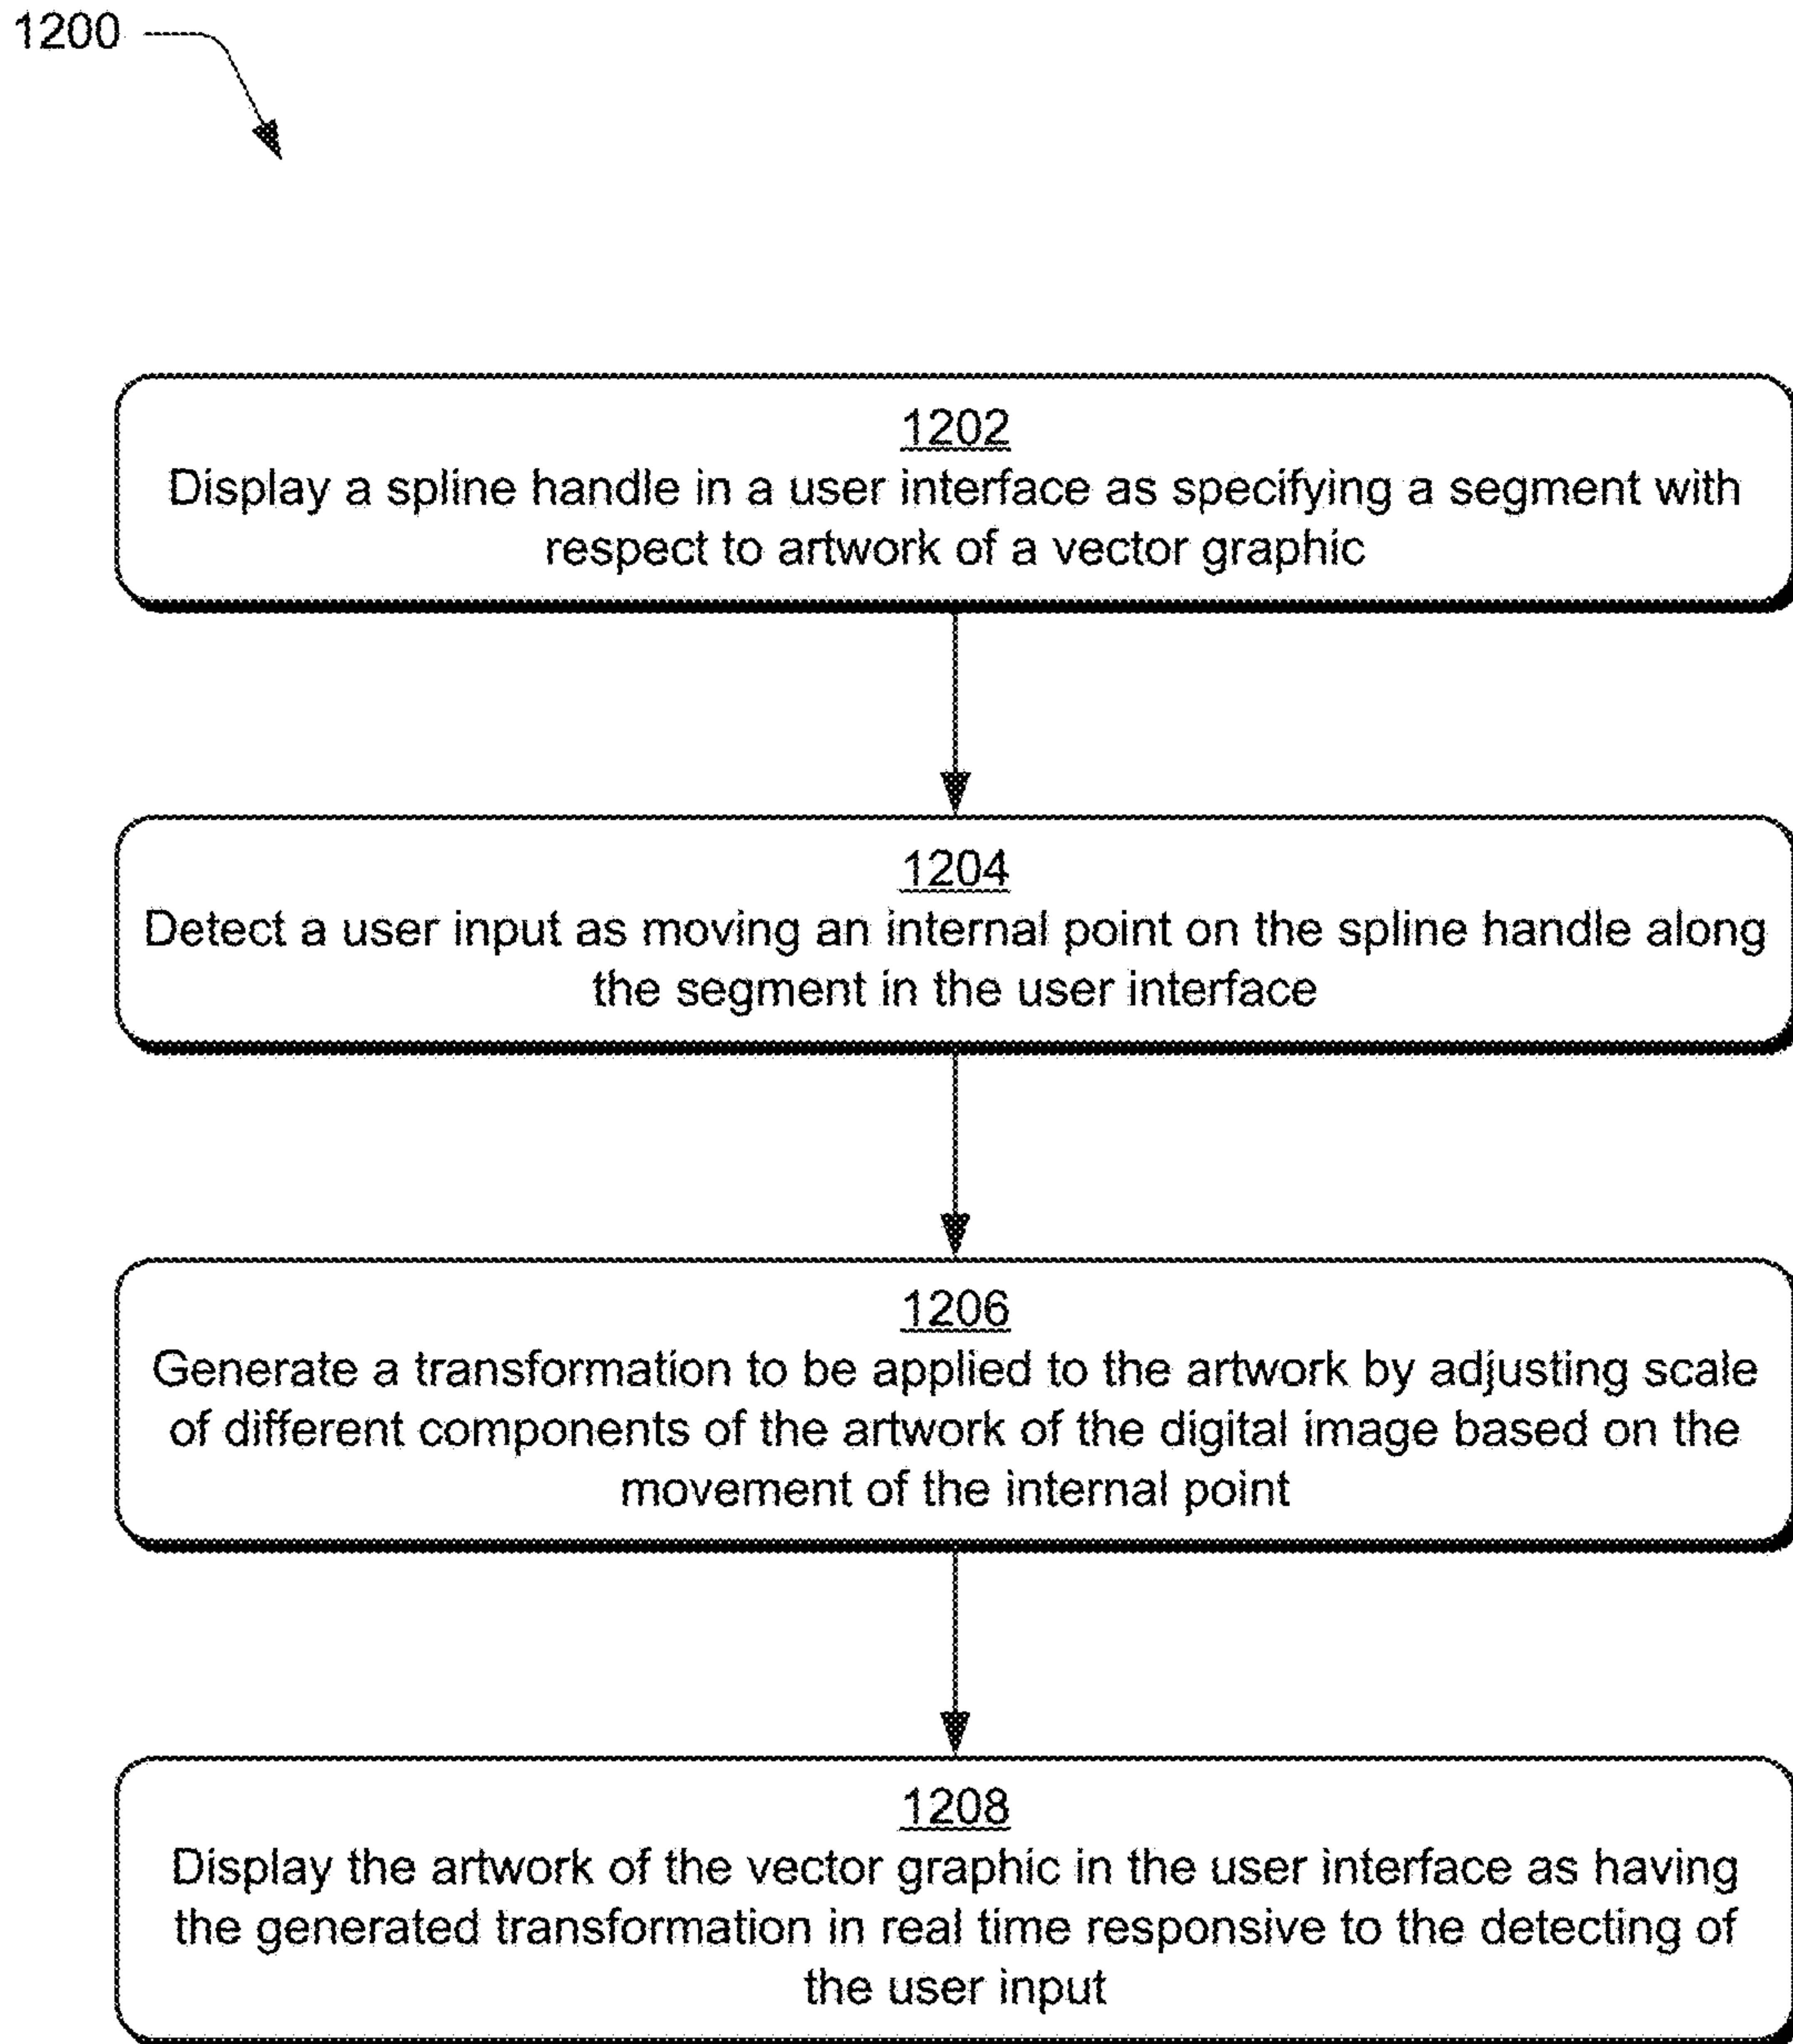 1200
1202
Display a spline handle in a user interface as specifying a segment with
respect to artwork of a vector graphic
1204
Detect a user input as moving an internal point on the spline handle along
the segment in the user interface
1206
Generate a transformation to be applied to the artwork by adjusting scale
of different components of the artwork of the digital image based on the
movement of the internal point
1208
Display the artwork of the vector graphic in the user interface as having
the generated transformation in real time responsive to the detecting of
the user input